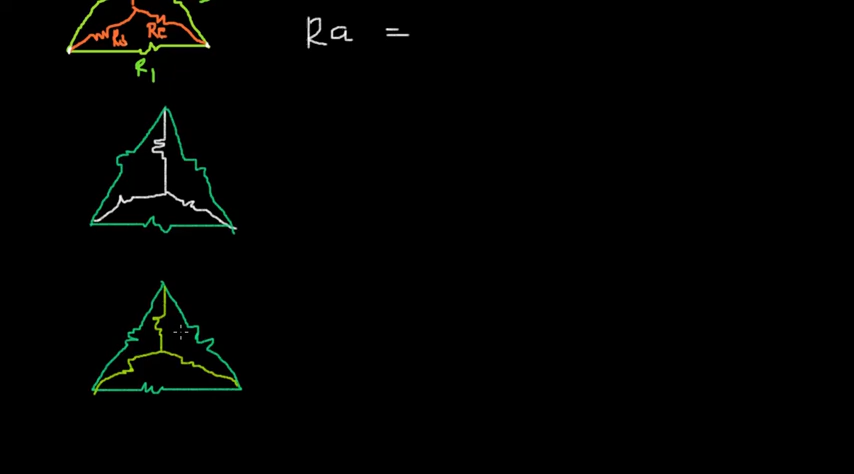 Ra =
Rb Rc
R1